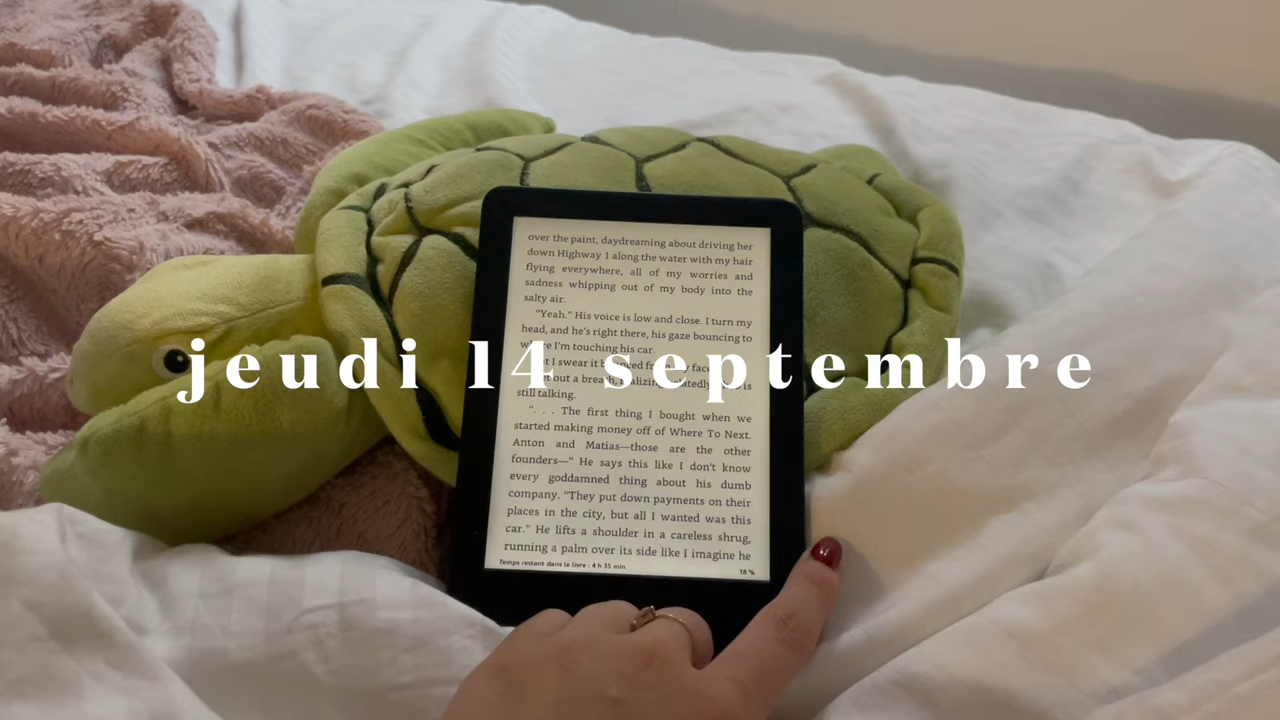 over the paint, daydreaming about driving her
down Highway 1 along the water with my hair
flying everywhere, all of my worries and
sadness whipping out of my body into the
salty air.
“Yeah.” His voice is low and close. I turn my
head, and he's right there, his gaze bouncing to
I'm touching his car.
I swear it
jeudi 14 septembre
out a breath, is
still talking.
“. . . The first thing I bought when we
started making money off of Where To Next.
Anton and Matias—those are the other
founders—” He says this like I don't know
every goddamned thing about his dumb
company. “They put down payments on their
places in the city, but all I wanted was this
car.” He lifts a shoulder in a careless shrug,
running a palm over its side like I imagine he
Temps restant dans le livre : 4 h 35 min
18 %